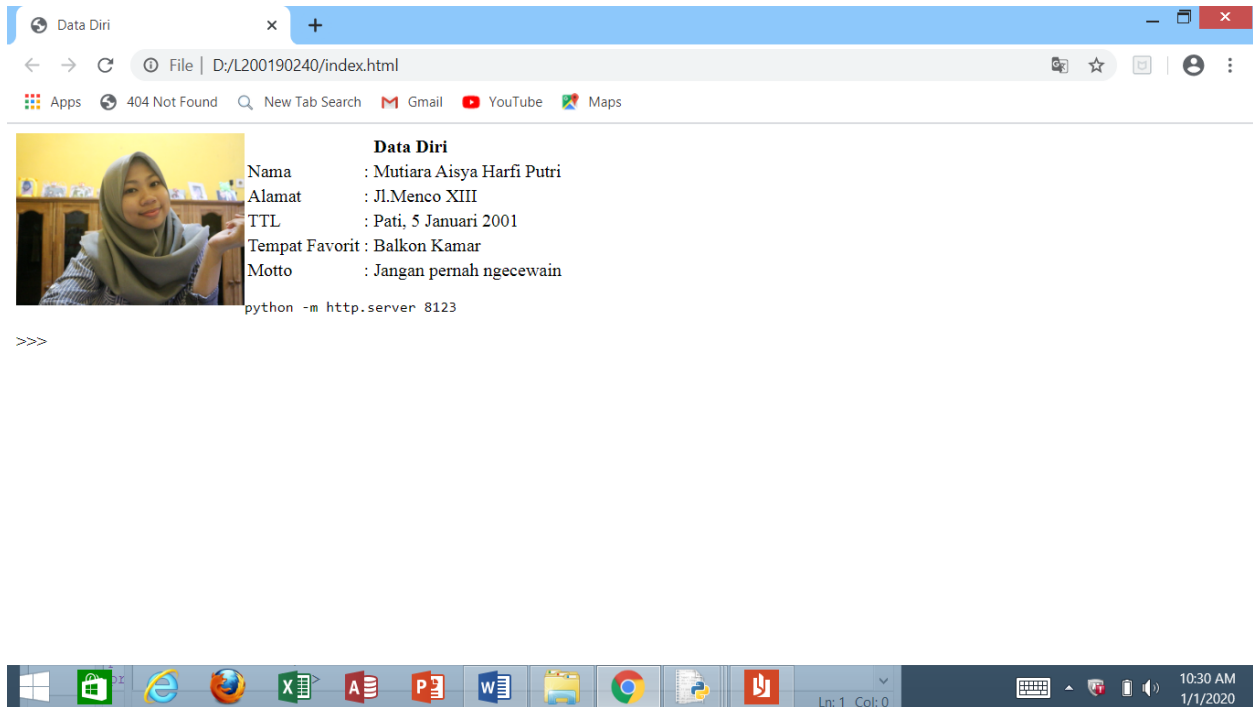 Data Diri
File | D:/L200190240/index.html
Apps 404 Not Found New Tab Search Gmail YouTube Maps
Data Diri
Nama : Mutiara Aisya Harfi Putri
Alamat : Jl.Menco XIII
TTL : Pati, 5 Januari 2001
Tempat Favorit : Balkon Kamar
Motto : Jangan pernah ngecewain
python -m http.server 8123
>>>
Ln: 1 Col: 0
10:30 AM
1/1/2020